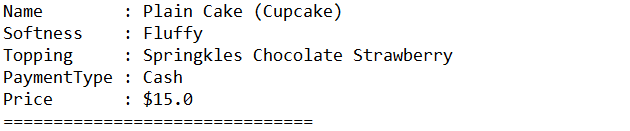 Name        : Plain Cake (Cupcake)
Softness    : Fluffy
Topping     : Springkles Chocolate Strawberry
PaymentType : Cash
Price       : $15.0
===============================